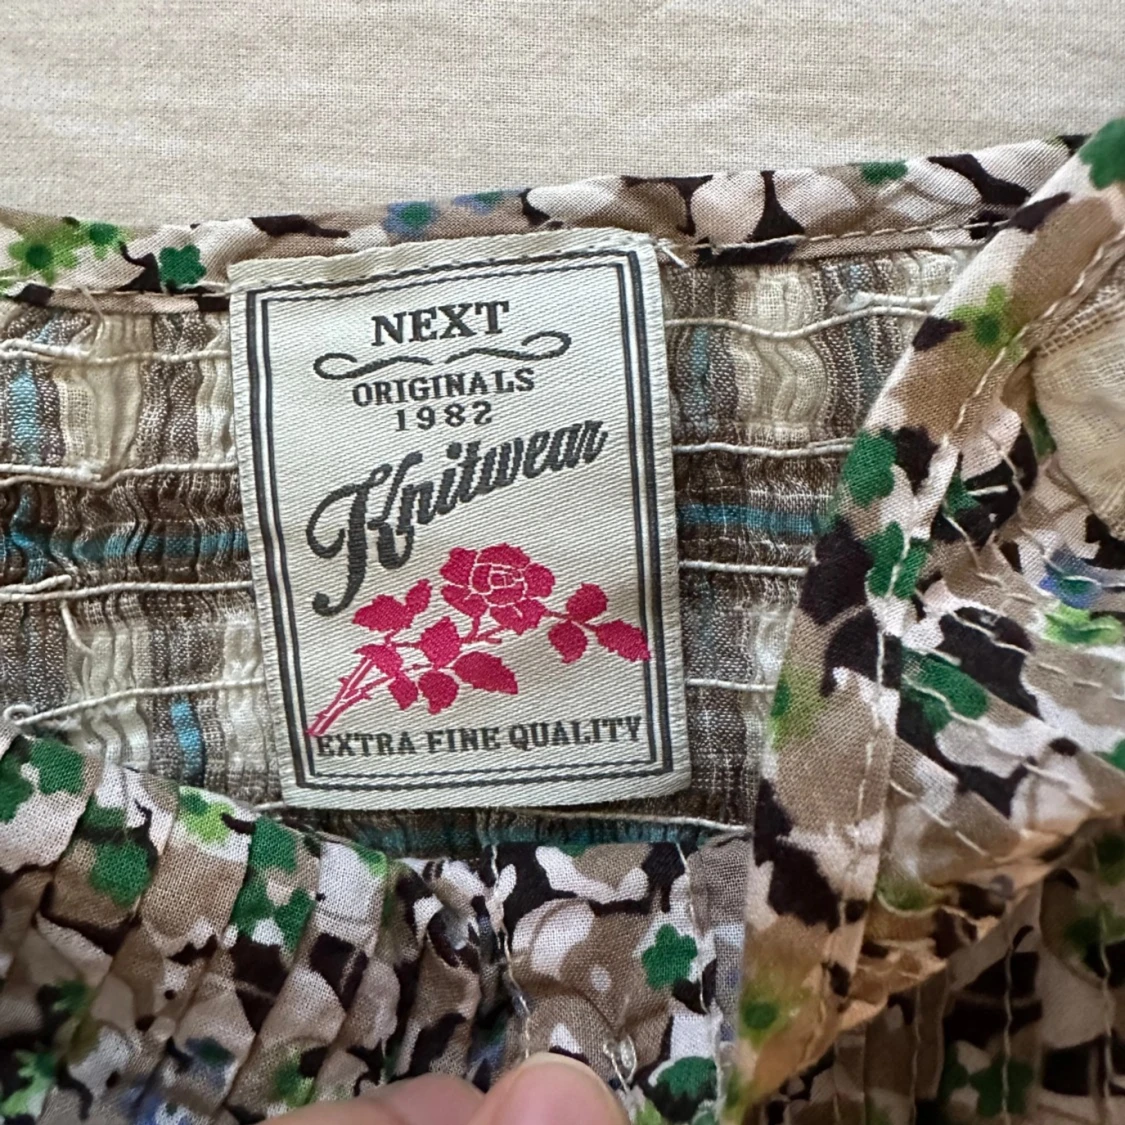 NEXT
ORIGINALS
1982
Knitwear
EXTRA FINE QUALITY